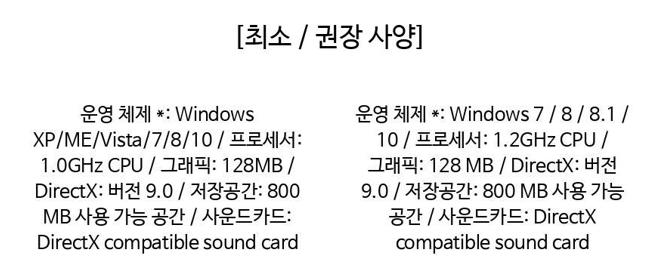 [최소 / 권장 사양]
운영 체제 *: Windows
XP/ME/Vista/7/8/10 / 프로세서:
1.0GHz CPU / 그래픽: 128MB /
DirectX: 버전 9.0 / 저장공간: 800
MB 사용 가능 공간 / 사운드카드:
DirectX compatible sound card
운영 체제 *: Windows 7 / 8 / 8.1 /
10 / 프로세서: 1.2GHz CPU /
그래픽: 128 MB / DirectX: 버전
9.0 / 저장공간: 800 MB 사용 가능
공간 / 사운드카드: DirectX
compatible sound card